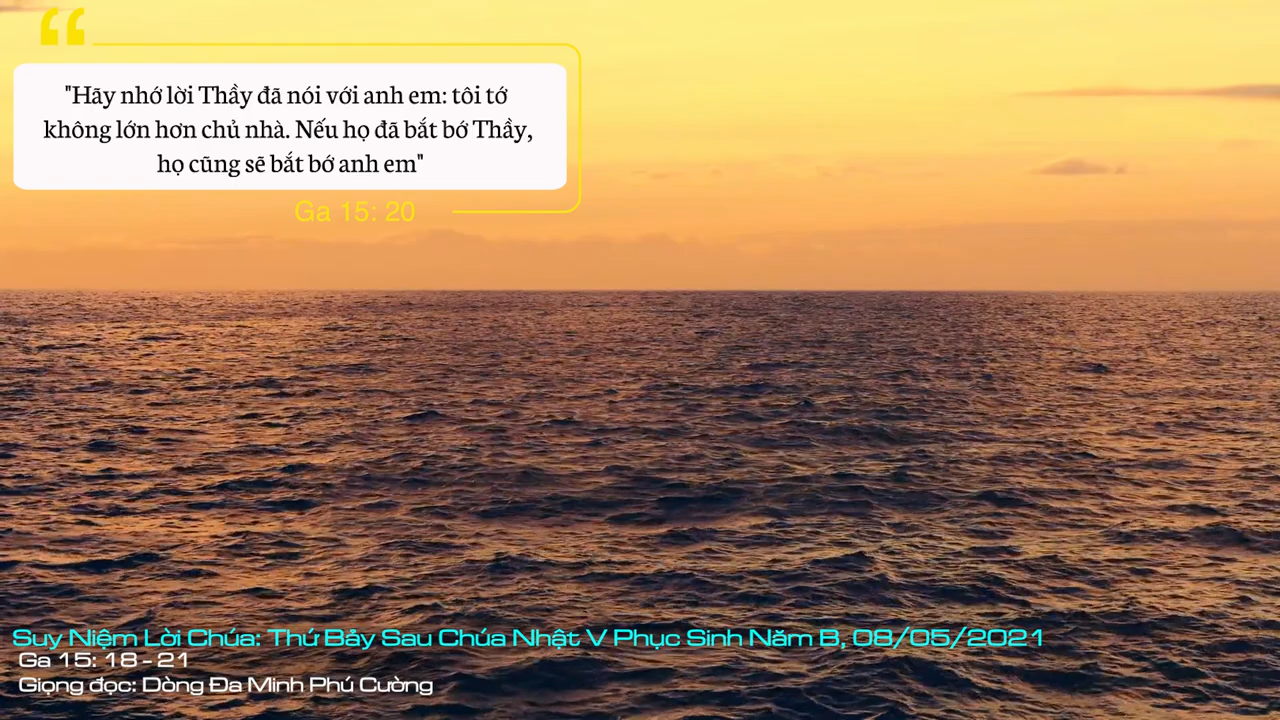 "Hãy nhớ lời Thầy đã nói với anh em: tôi tớ
không lớn hơn chủ nhà. Nếu họ đã bắt bớ Thầy,
họ cũng sẽ bắt bớ anh em"
Ga 15: 20
Suy Niệm Lời Chúa: Thứ Bảy Sau Chúa Nhật V Phục Sinh Năm B, 08/05/2021
Ga 15: 18 - 21
Giọng đọc: Dòng Đa Minh Phú Cường